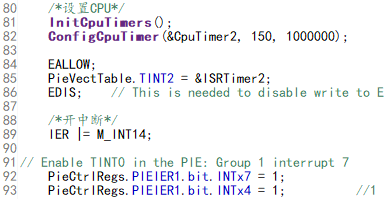 80 /*设置CPU*/
81 InitCpuTimers();
82 ConfigCpuTimer(&CpuTimer2, 150, 1000000);
83
84 EALLOW;
85 PieVectTable.TINT2 = &ISRTimer2;
86 EDIS; // This is needed to disable write to E
87
88 /*开中断*/
89 IER |= M_INT14;
90
91 // Enable TINT0 in the PIE: Group 1 interrupt 7
92 PieCtrlRegs.PIEIER1.bit.INTx7 = 1;
93 PieCtrlRegs.PIEIER1.bit.INTx4 = 1; //1